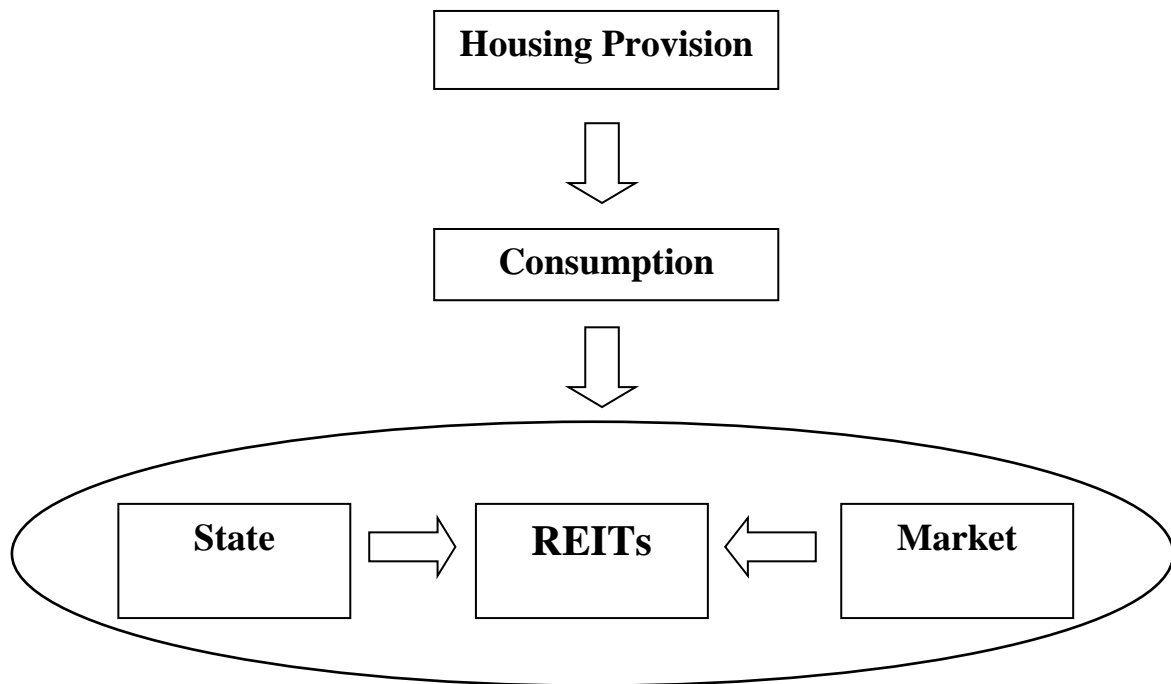 Housing Provision
Consumption
State
REITs
Market